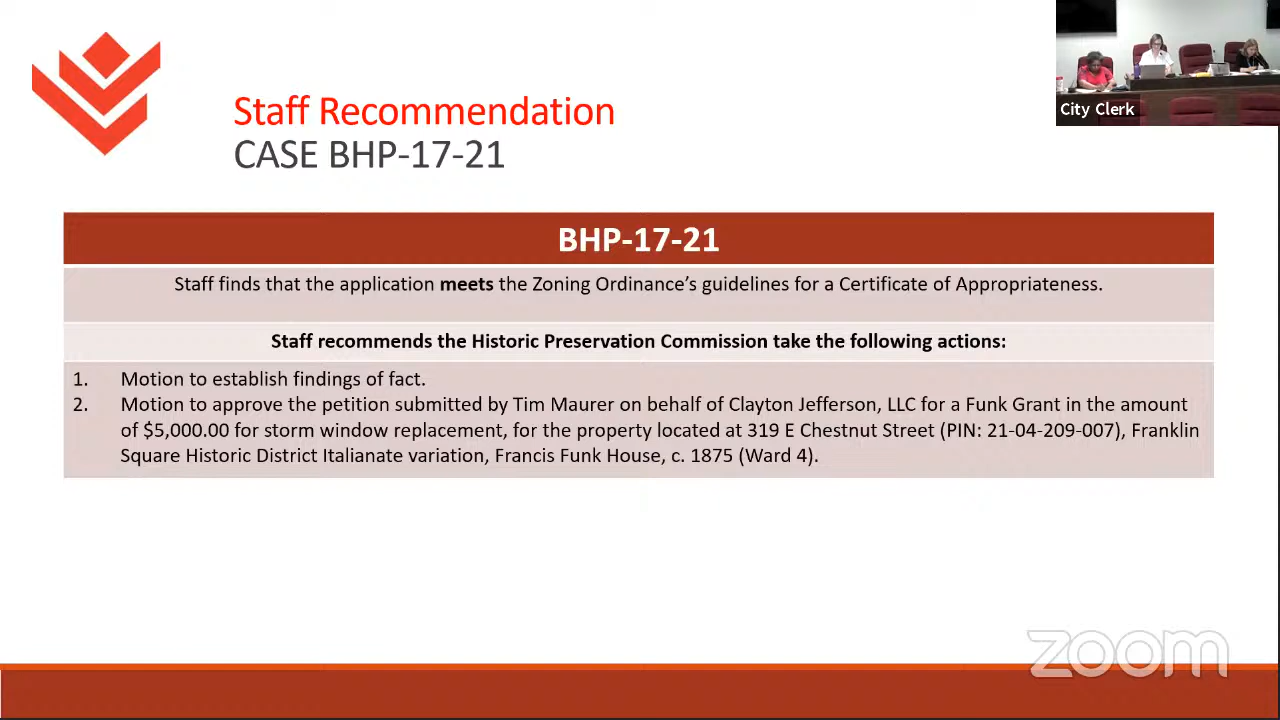 City Clerk
Staff Recommendation
CASE BHP-17-21
BHP-17-21
Staff finds that the application meets the Zoning Ordinance’s guidelines for a Certificate of Appropriateness.
Staff recommends the Historic Preservation Commission take the following actions:
1. Motion to establish findings of fact.
2. Motion to approve the petition submitted by Tim Maurer on behalf of Clayton Jefferson, LLC for a Funk Grant in the amount
of $5,000.00 for storm window replacement, for the property located at 319 E Chestnut Street (PIN: 21-04-209-007), Franklin
Square Historic District Italianate variation, Francis Funk House, c. 1875 (Ward 4).
zoom